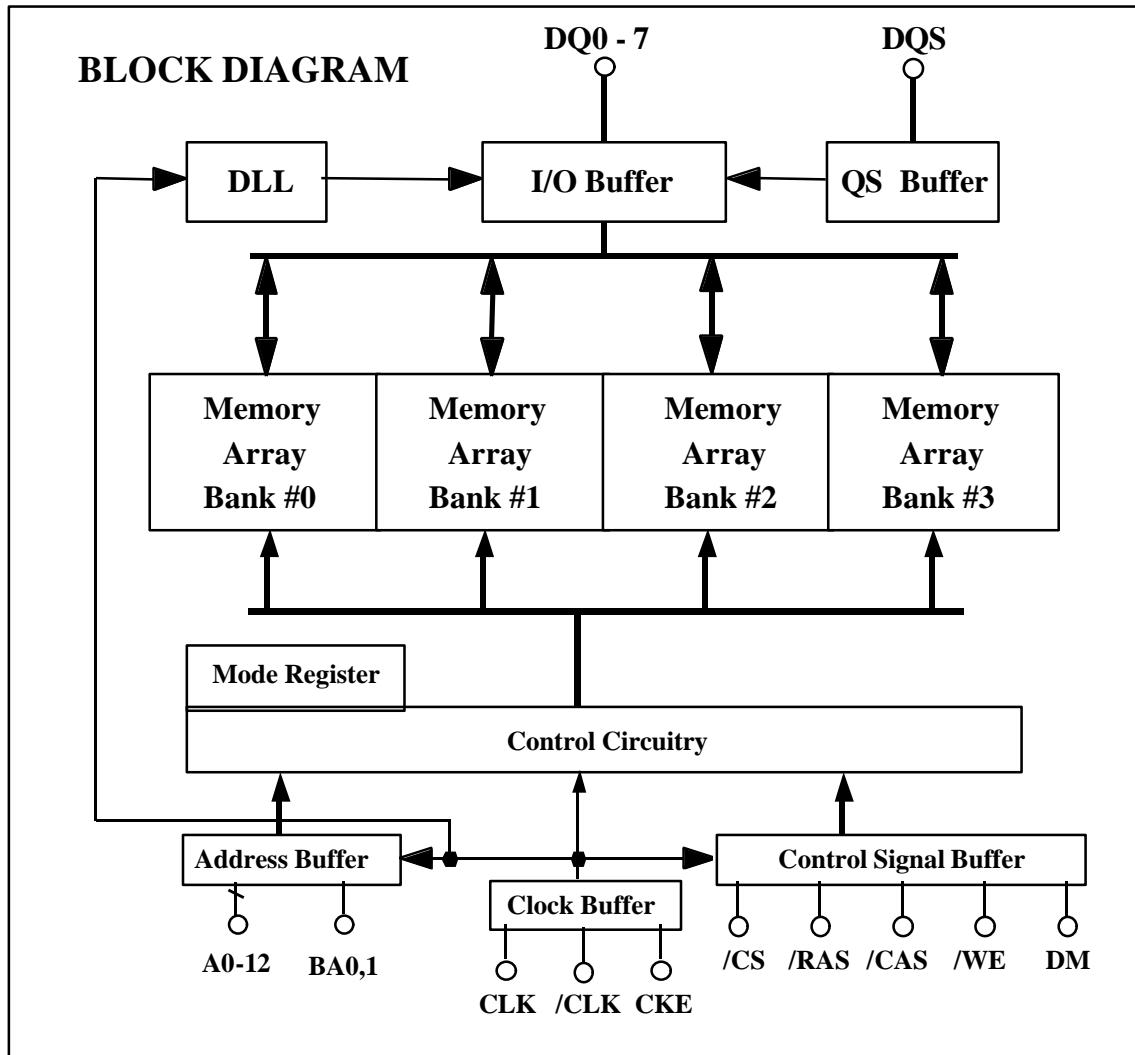 DQ0 - 7
DQS
BLOCK DIAGRAM
DLL
I/O Buffer
QS Buffer
Memory
Array
Bank #0
Memory
Array
Bank #1
Memory
Array
Bank #2
Memory
Array
Bank #3
Mode Register
Control Circuitry
Address Buffer
Control Signal Buffer
Clock Buffer
A0-12
BA0,1
/CS
/RAS
/CAS
/WE
DM
CLK
/CLK
CKE